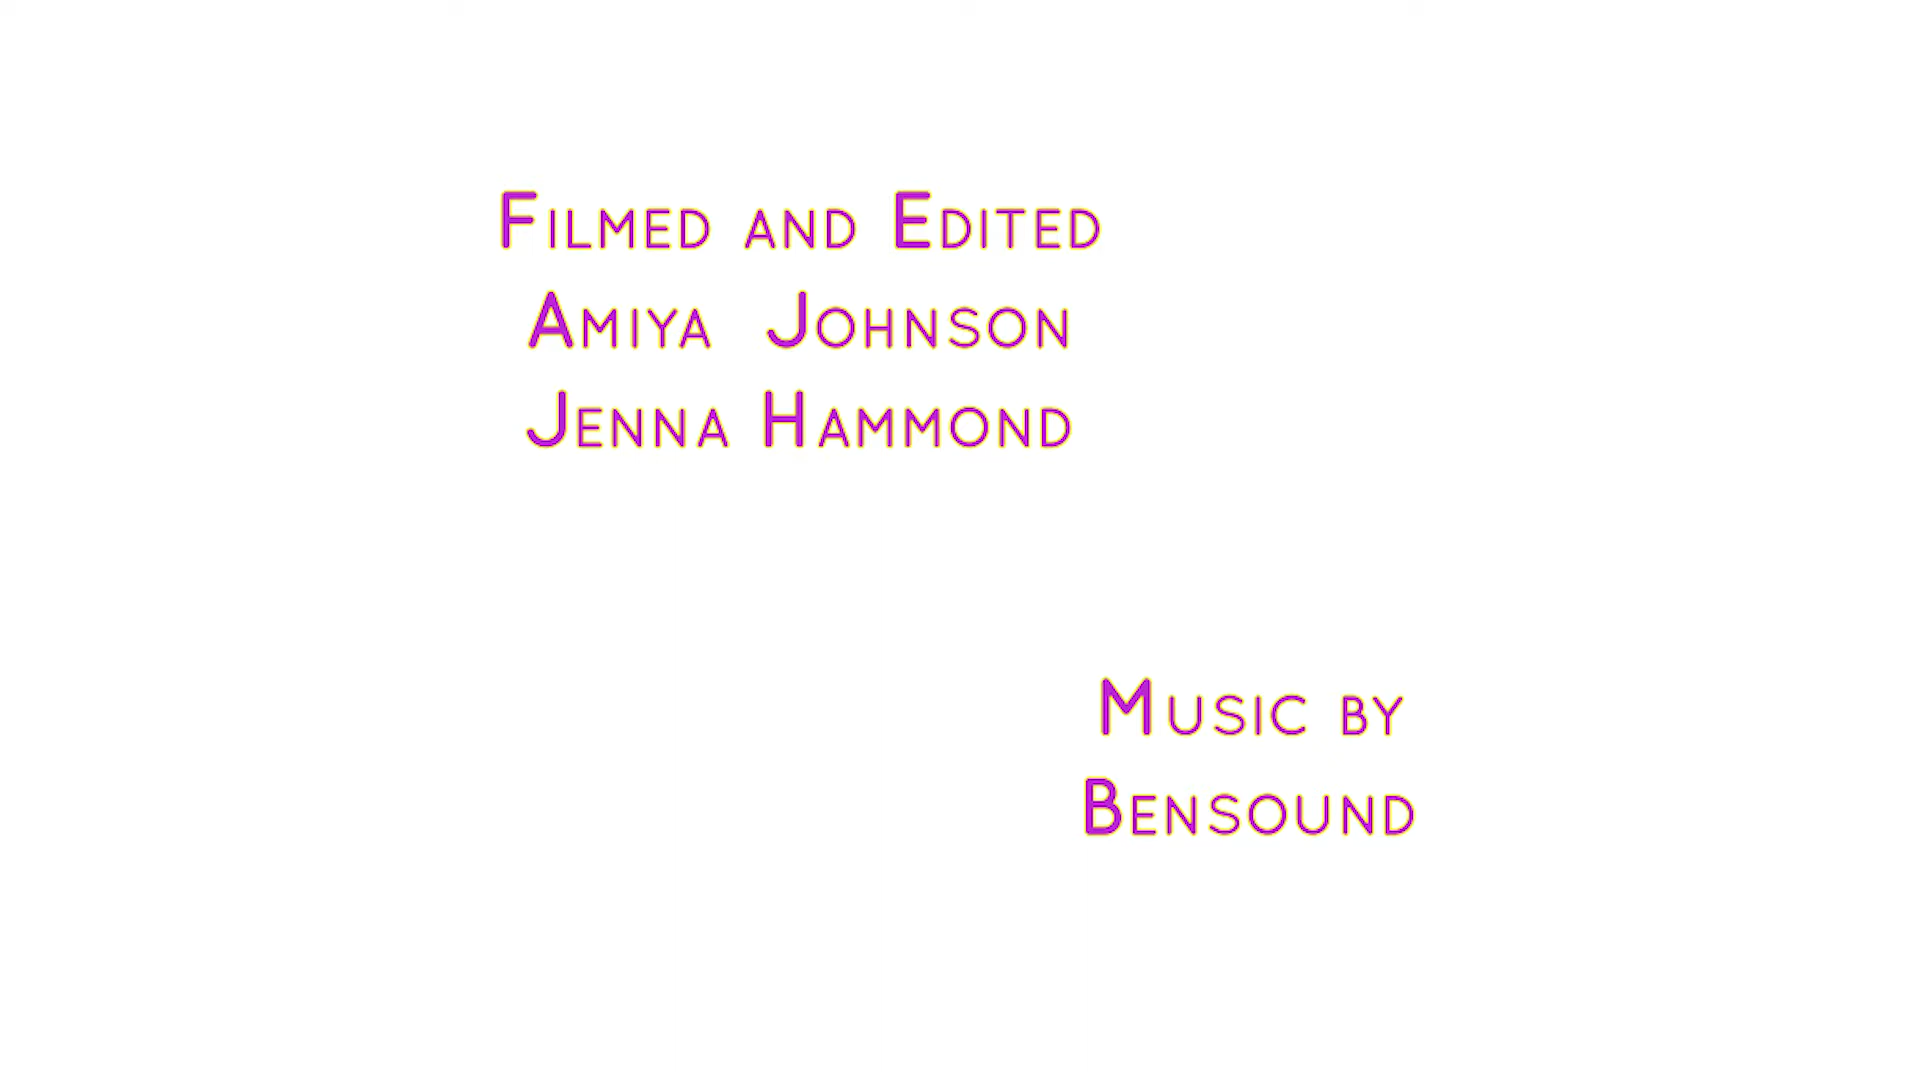 Filmed and Edited
Amiya Johnson
Jenna Hammond
Music by
Bensound